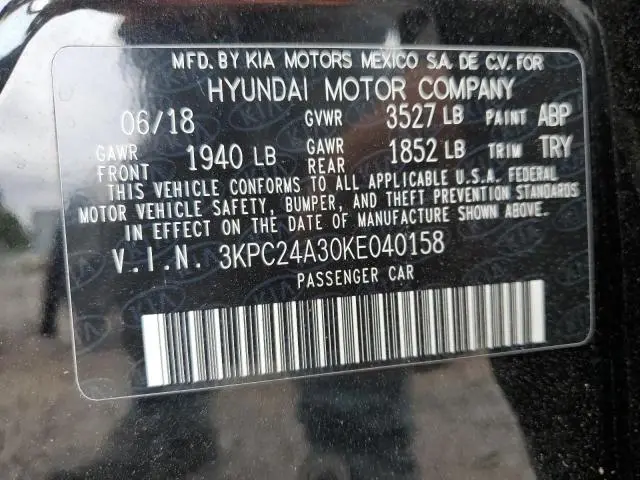 MFD. BY KIA MOTORS MEXICO S.A. DE C.V. FOR
HYUNDAI MOTOR COMPANY
06/18 GVWR 3527 LB PAINT ABP
GAWR FRONT 1940 LB GAWR REAR 1852 LB TRIM TRY
THIS VEHICLE CONFORMS TO ALL APPLICABLE U.S.A. FEDERAL
MOTOR VEHICLE SAFETY, BUMPER, AND THEFT PREVENTION STANDARDS
IN EFFECT ON THE DATE OF MANUFACTURE SHOWN ABOVE.
V.I.N. 3KPC24A30KE040158
PASSENGER CAR